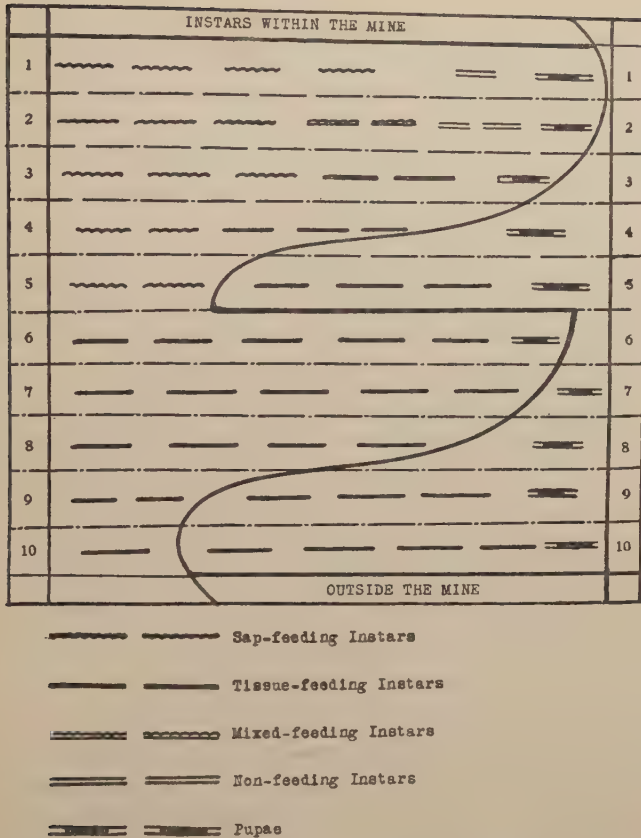 INSTARS WITHIN THE MINE
1 1
2 2
3 3
4 4
5 5
6 6
7 7
8 8
9 9
10 10
OUTSIDE THE MINE
Sap-feeding Instars
Tissue-feeding Instars
Mixed-feeding Instars
Non-feeding Instars
Pupae